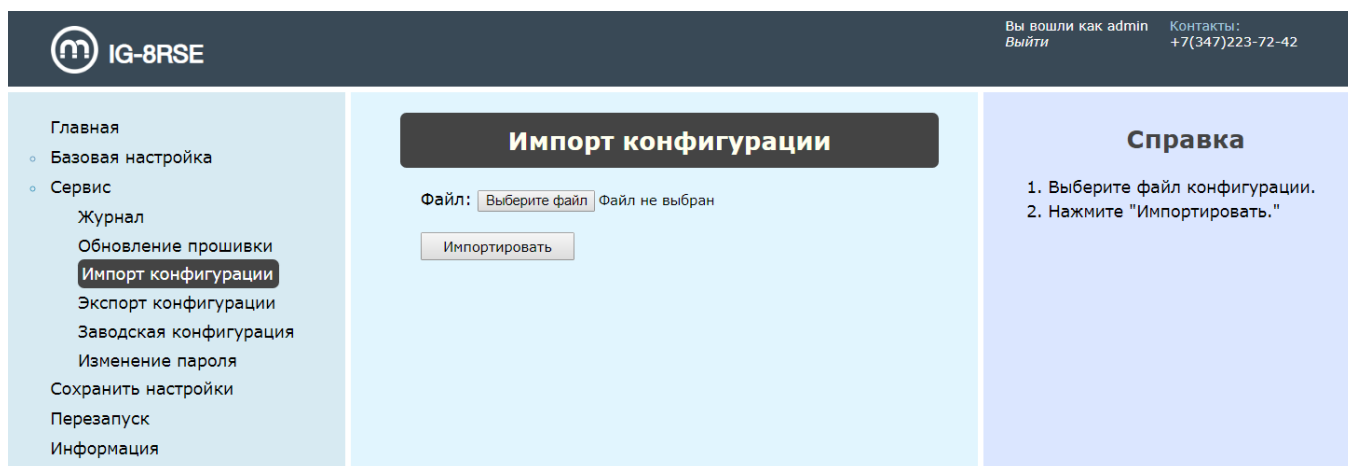 m IG-8RSE
Вы вошли как admin
Выйти
Контакты:
+7(347)223-72-42
Главная
Базовая настройка
Сервис
Журнал
Обновление прошивки
Импорт конфигурации
Экспорт конфигурации
Заводская конфигурация
Изменение пароля
Сохранить настройки
Перезапуск
Информация
Импорт конфигурации
Файл: Выберите файл Файл не выбран
Импортировать
Справка
1. Выберите файл конфигурации.
2. Нажмите "Импортировать."